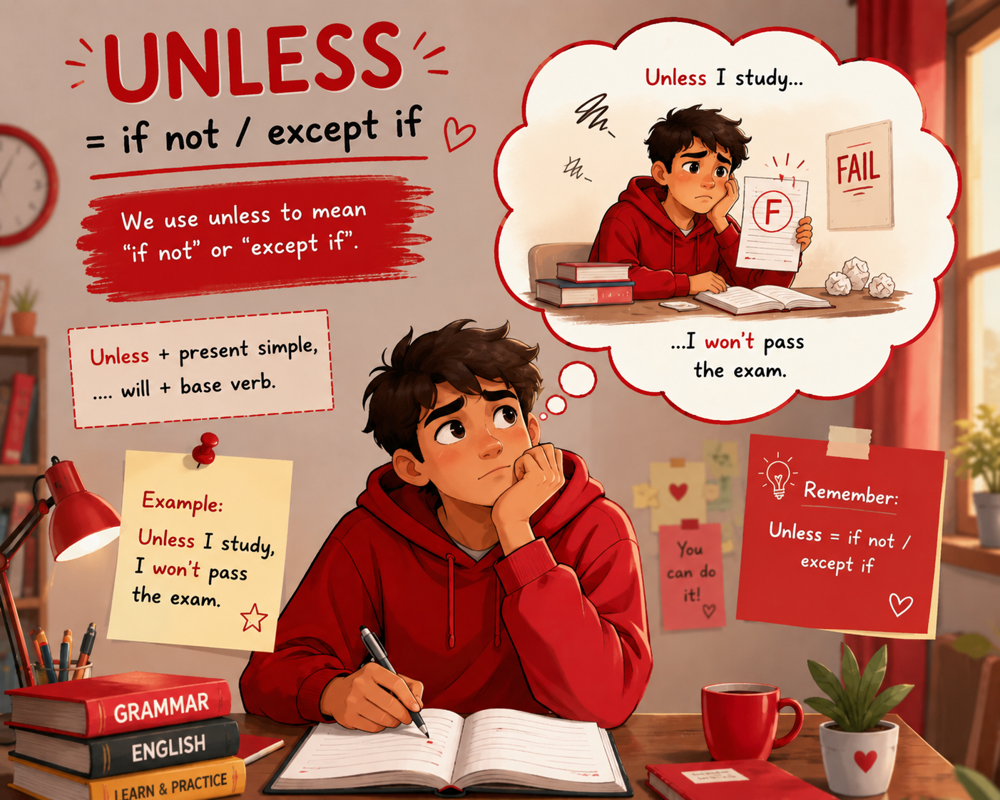 UNLESS
= if not / except if
We use unless to mean
“if not” or “except if”.
Unless + present simple,
.... will + base verb.
Example:
Unless I study,
I won't pass
the exam.
Unless I study...
FAIL
F
...I won't pass
the exam.
You
can do
it!
Remember:
Unless = if not /
except if
GRAMMAR
ENGLISH
LEARN & PRACTICE